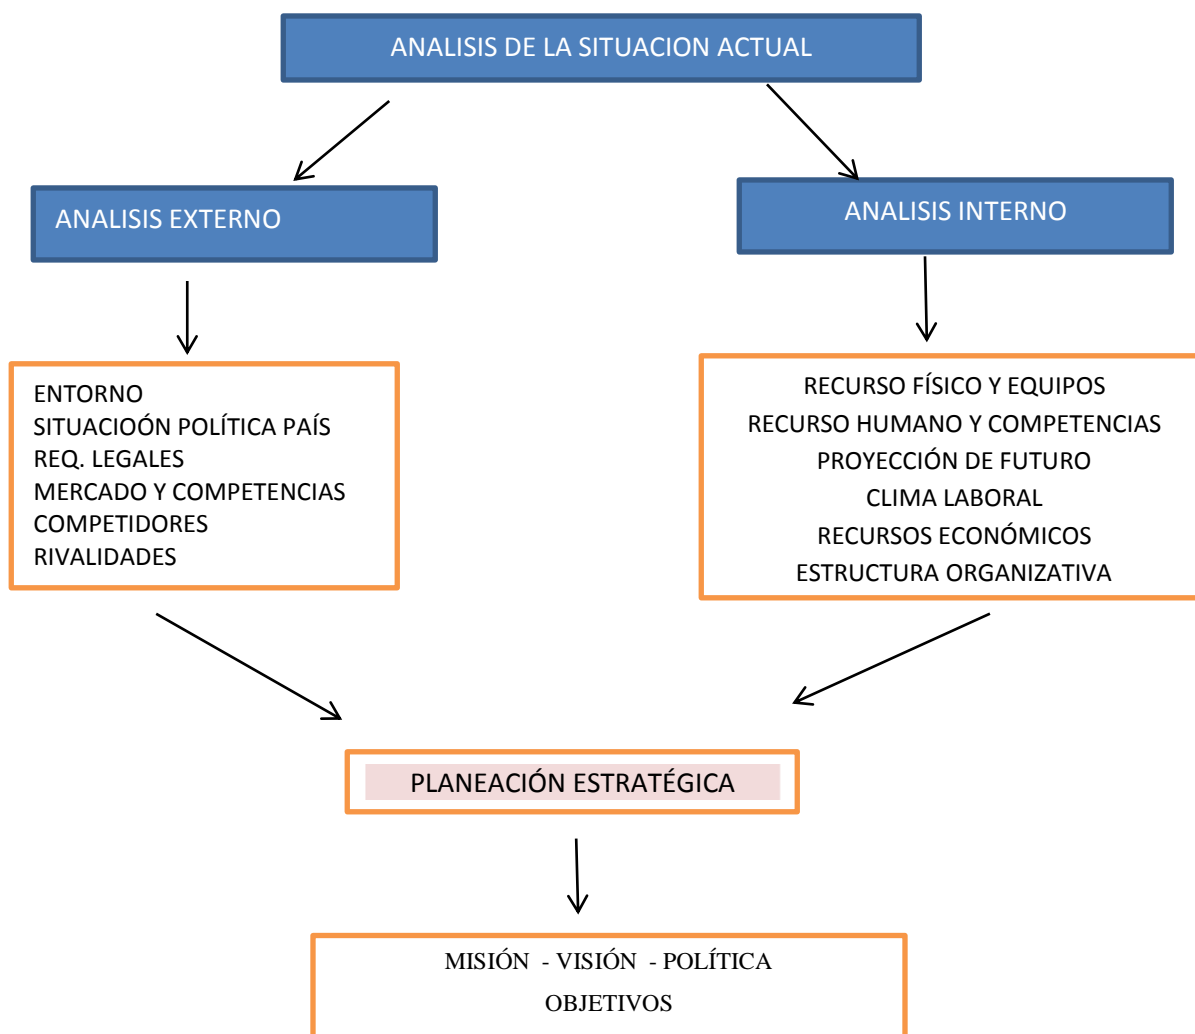 ANALISIS DE LA SITUACION ACTUAL
ANALISIS EXTERNO
ANALISIS INTERNO
ENTORNO
SITUACIOÓN POLÍTICA PAÍS
REQ. LEGALES
MERCADO Y COMPETENCIAS
COMPETIDORES
RIVALIDADES
RECURSO FÍSICO Y EQUIPOS
RECURSO HUMANO Y COMPETENCIAS
PROYECCIÓN DE FUTURO
CLIMA LABORAL
RECURSOS ECONÓMICOS
ESTRUCTURA ORGANIZATIVA
PLANEACIÓN ESTRATÉGICA
MISIÓN - VISIÓN - POLÍTICA
OBJETIVOS